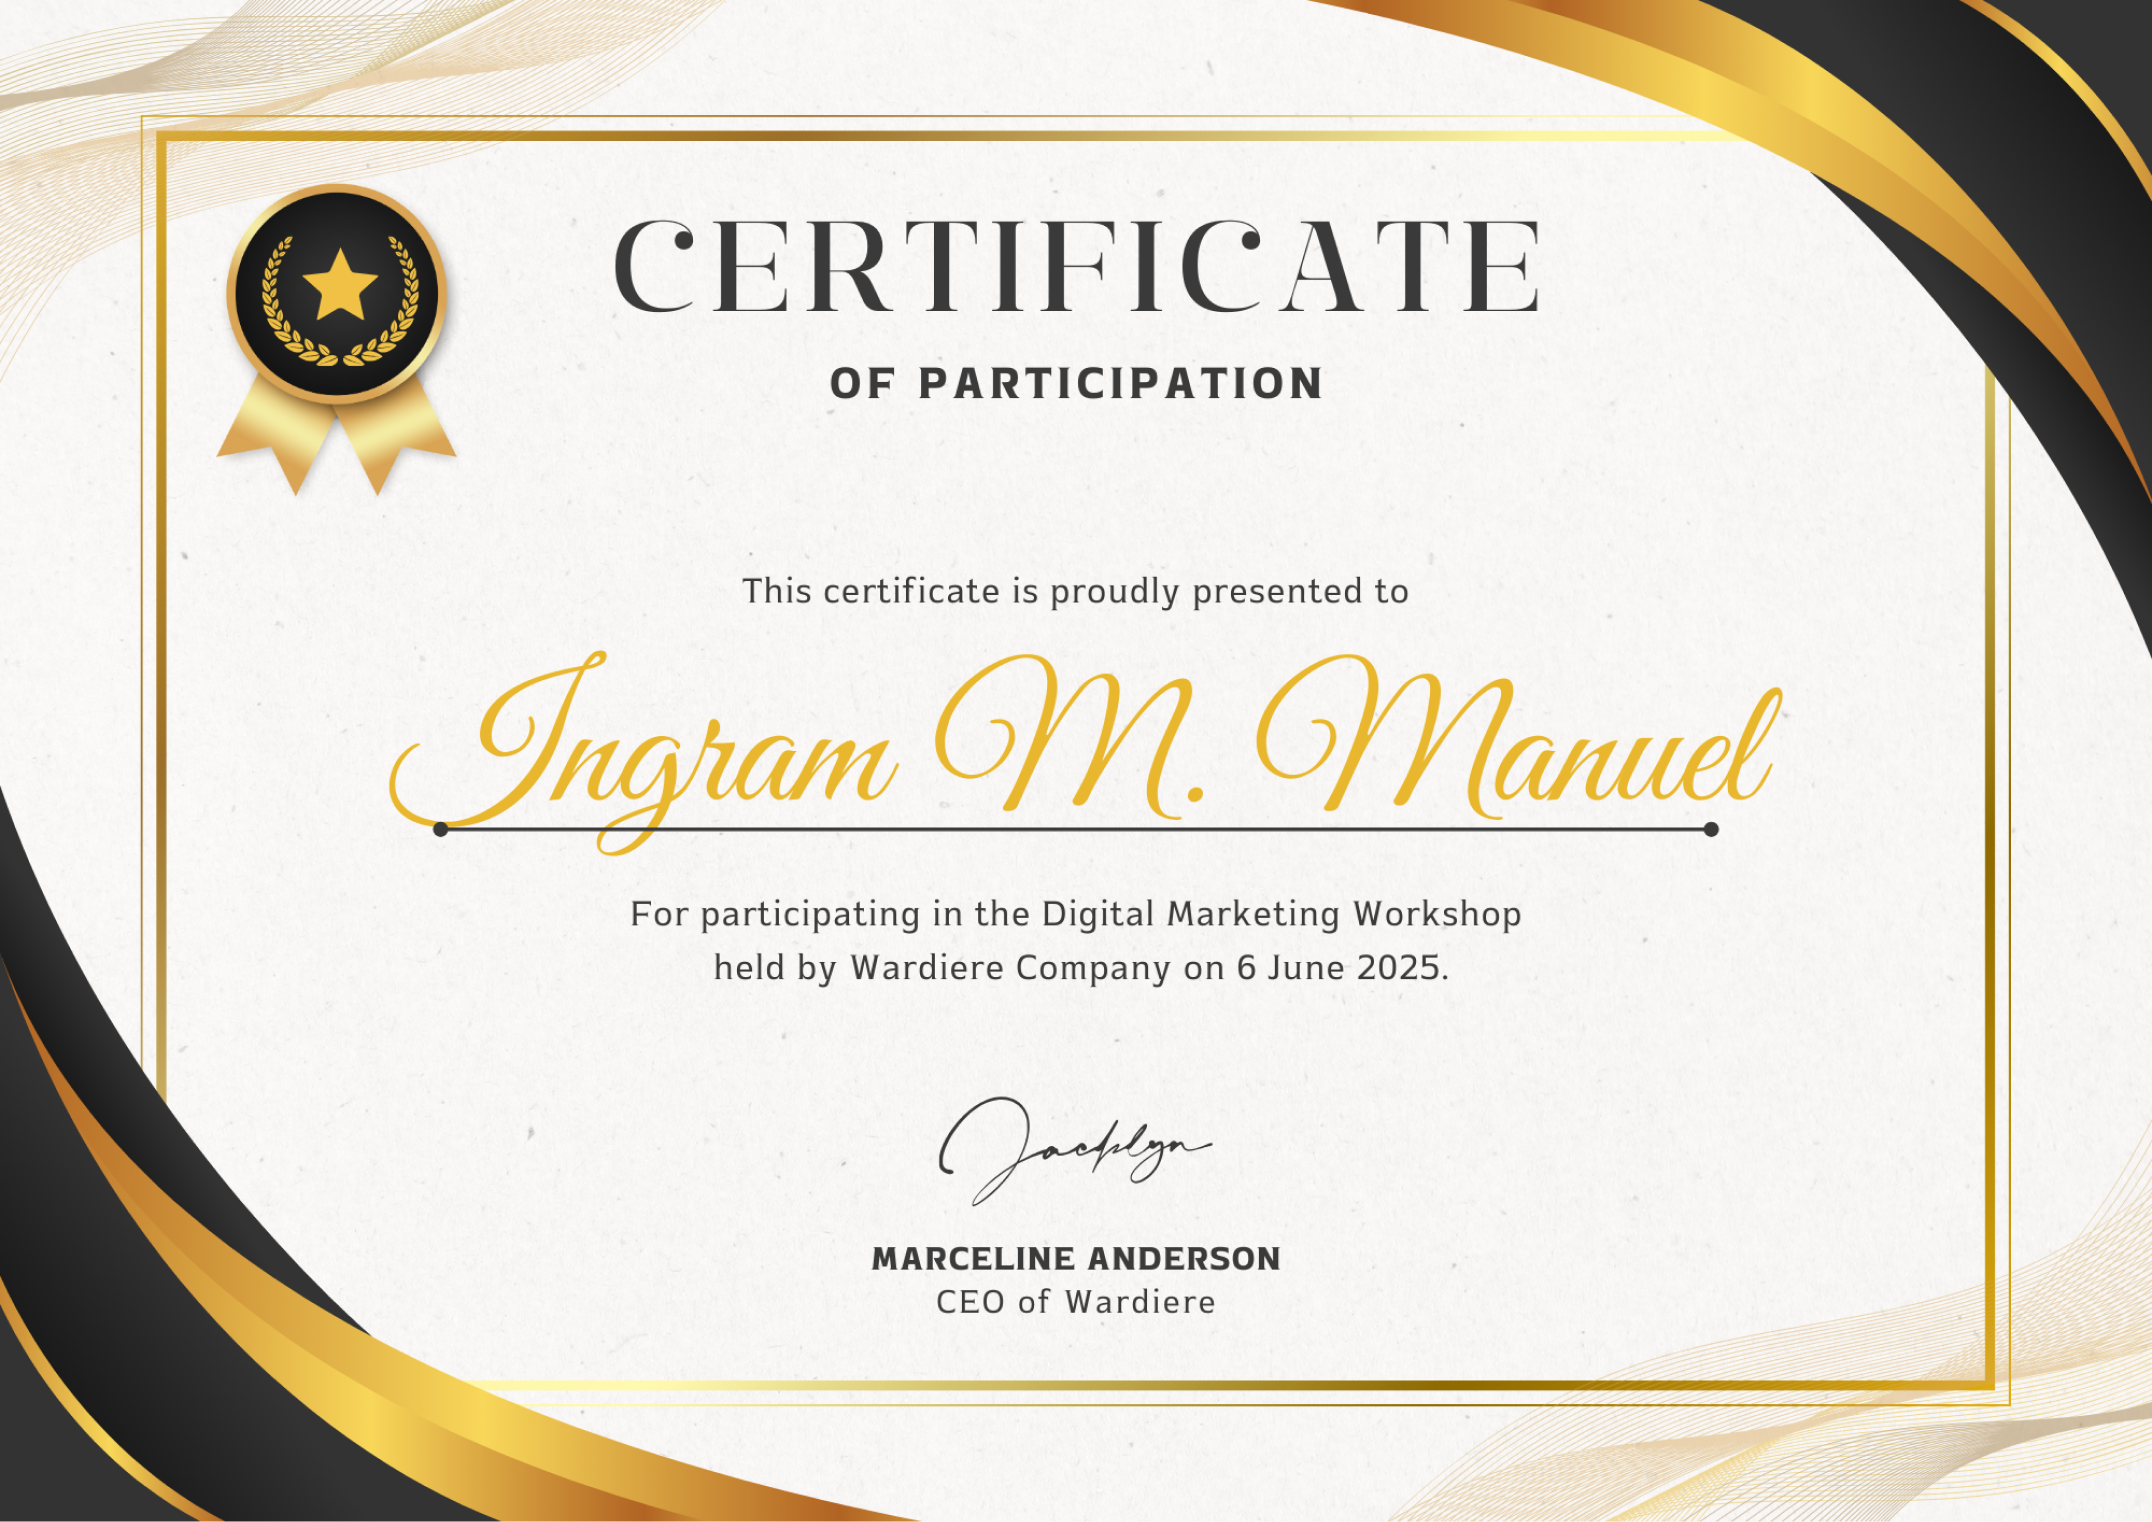 CERTIFICATE
OF PARTICIPATION
This certificate is proudly presented to
Ingram M. Manuel
For participating in the Digital Marketing Workshop
held by Wardiere Company on 6 June 2025.
Jacklyn
MARCELINE ANDERSON
CEO of Wardiere